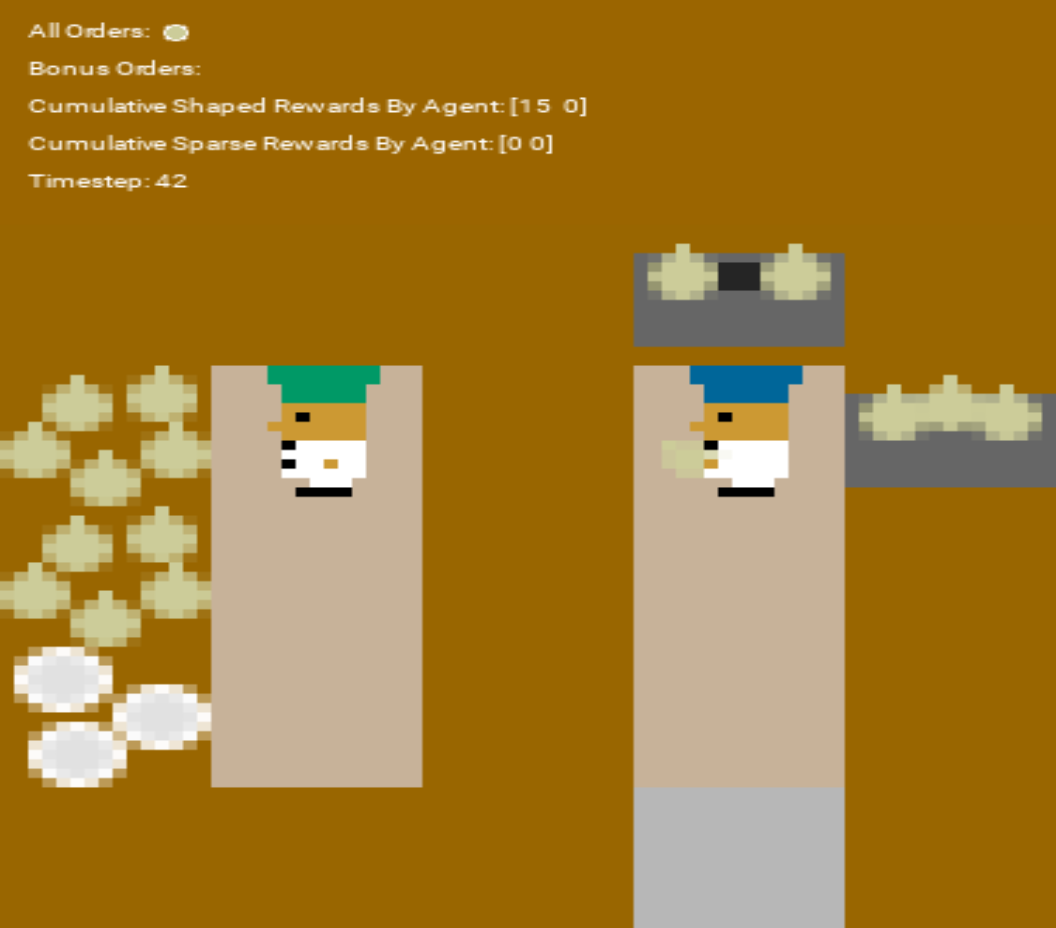 All Orders:
Bonus Orders:
Cumulative Shaped Rewards By Agent: [15 0]
Cumulative Sparse Rewards By Agent: [0 0]
Timestep: 42